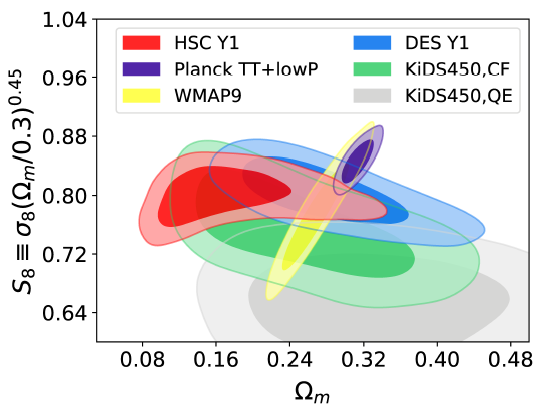 1.04
0.96
0.88
0.80
0.72
0.64
S₈ ≡ σ₈(Ωₘ/0.3)⁰·⁴⁵
HSC Y1
Planck TT+lowP
WMAP9
DES Y1
KiDS450,CF
KiDS450,QE
0.08 0.16 0.24 0.32 0.40 0.48
Ωₘ